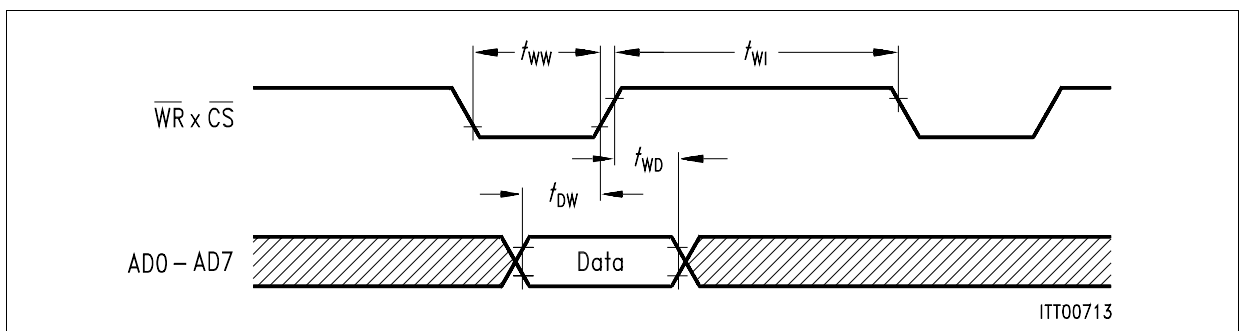 tWW
tWI
WR x CS
tWD
tDW
AD0 – AD7
Data
ITT00713